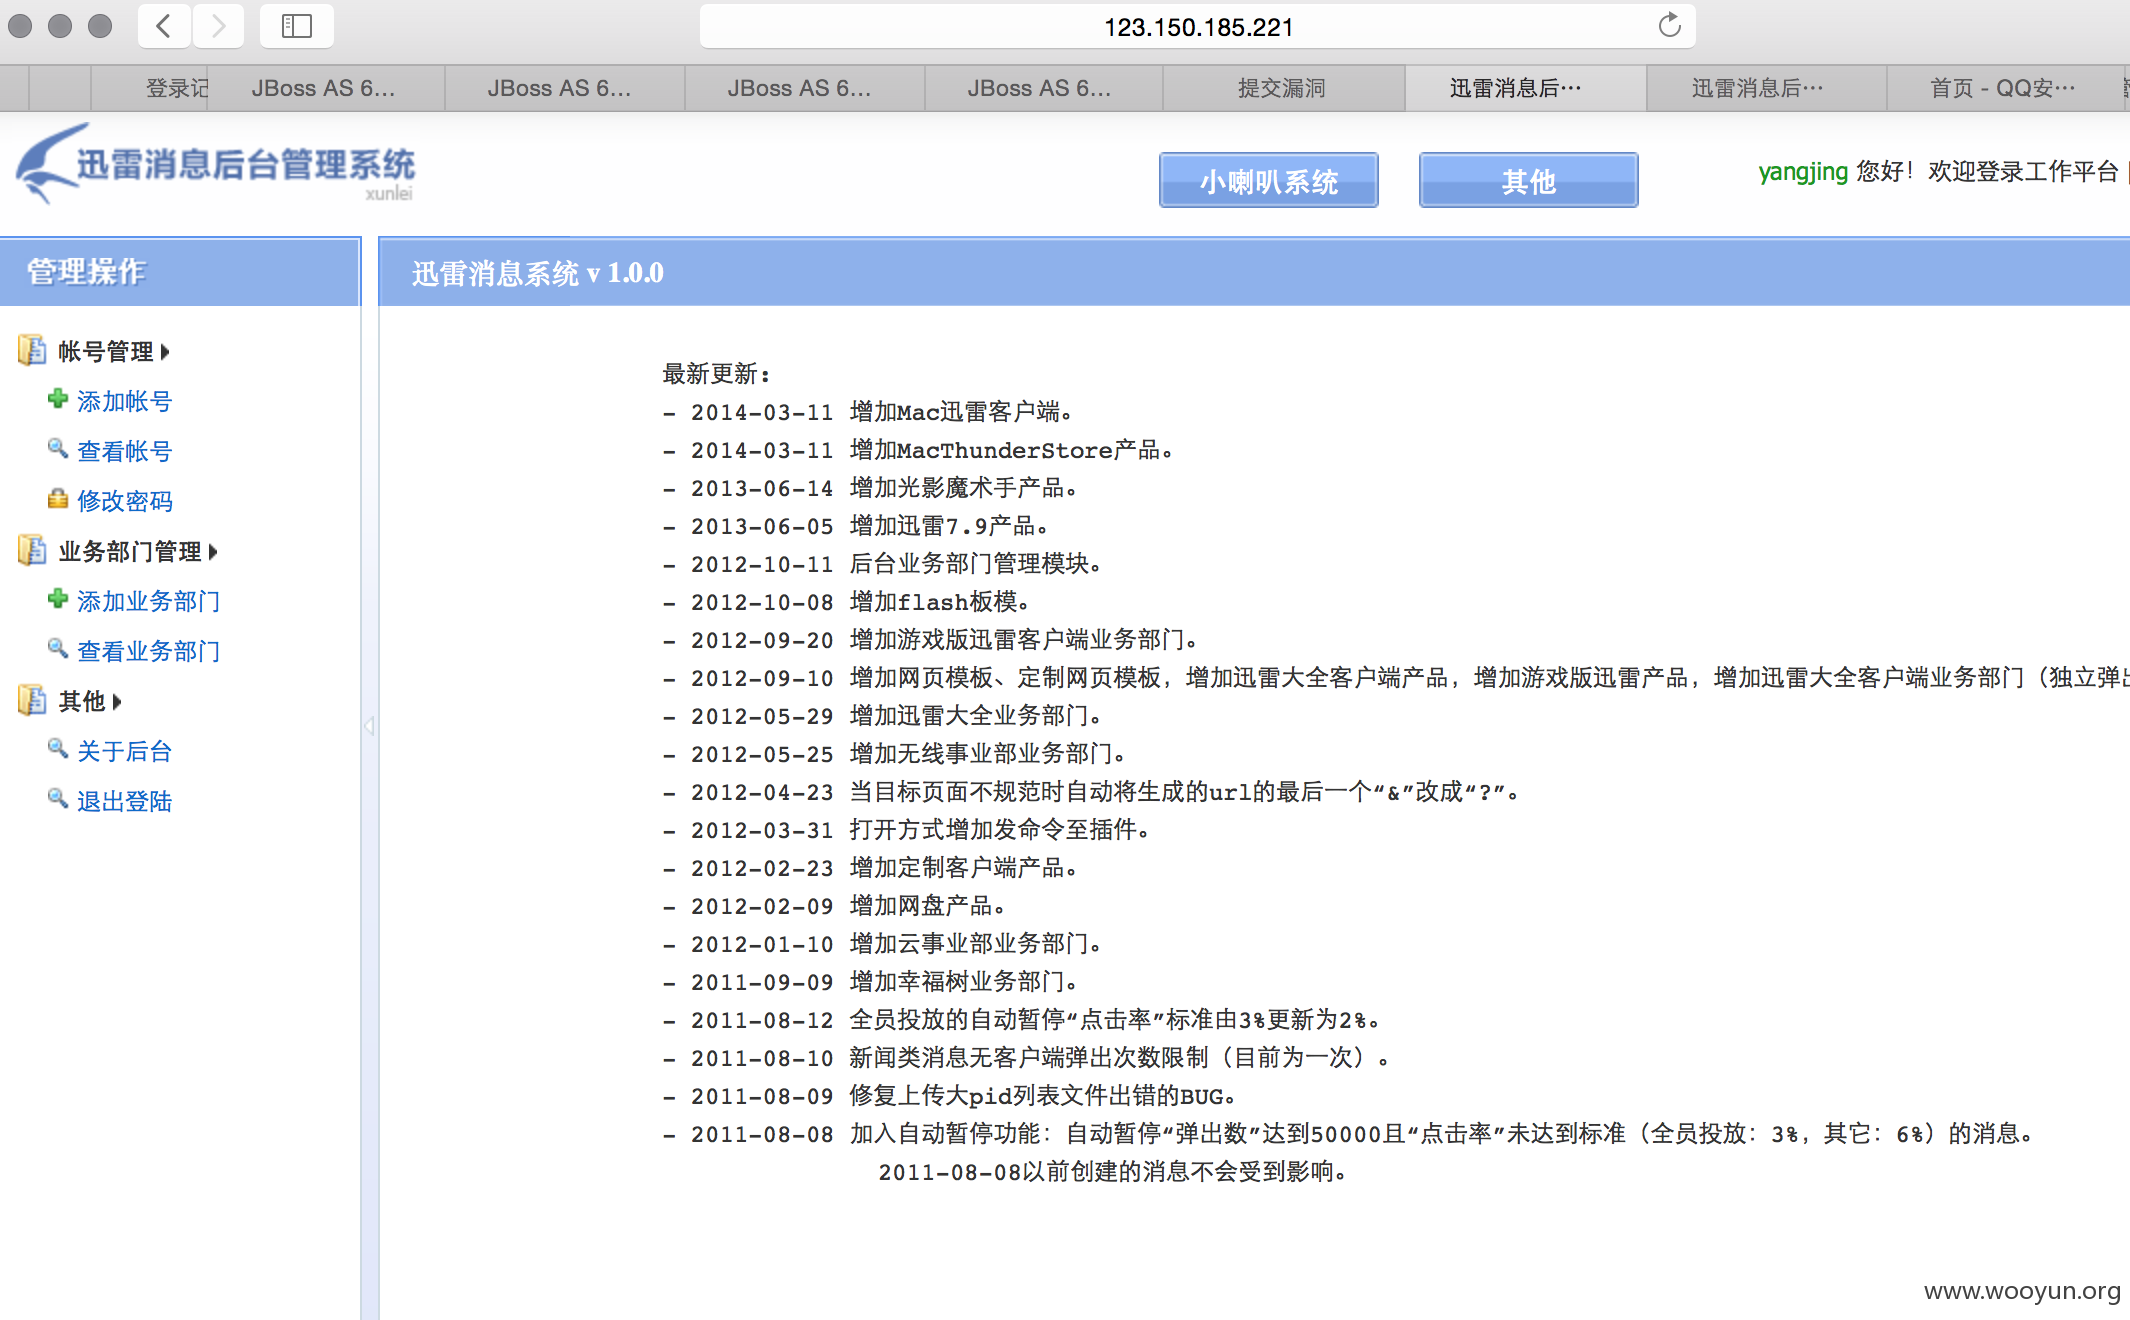 123.150.185.221
登录记
JBoss AS 6...
JBoss AS 6...
JBoss AS 6...
JBoss AS 6...
提交漏洞
迅雷消息后…
迅雷消息后…
首页 - QQ安…
迅雷消息后台管理系统
xunlei
小喇叭系统
其他
yangjing 您好！欢迎登录工作平台
管理操作
帐号管理
添加帐号
查看帐号
修改密码
业务部门管理
添加业务部门
查看业务部门
其他
关于后台
退出登陆
迅雷消息系统 v 1.0.0
最新更新：
- 2014-03-11 增加Mac迅雷客户端。
- 2014-03-11 增加MacThunderStore产品。
- 2013-06-14 增加光影魔术手产品。
- 2013-06-05 增加迅雷7.9产品。
- 2012-10-11 后台业务部门管理模块。
- 2012-10-08 增加flash板模。
- 2012-09-20 增加游戏版迅雷客户端业务部门。
- 2012-09-10 增加网页模板、定制网页模板，增加迅雷大全客户端产品，增加游戏版迅雷产品，增加迅雷大全客户端业务部门（独立弹出
- 2012-05-29 增加迅雷大全业务部门。
- 2012-05-25 增加无线事业部业务部门。
- 2012-04-23 当目标页面不规范时自动将生成的url的最后一个“&”改成“?”。
- 2012-03-31 打开方式增加发命令至插件。
- 2012-02-23 增加定制客户端产品。
- 2012-02-09 增加网盘产品。
- 2012-01-10 增加云事业部业务部门。
- 2011-09-09 增加幸福树业务部门。
- 2011-08-12 全员投放的自动暂停“点击率”标准由3%更新为2%。
- 2011-08-10 新闻类消息无客户端弹出次数限制（目前为一次）。
- 2011-08-09 修复上传大pid列表文件出错的BUG。
- 2011-08-08 加入自动暂停功能：自动暂停“弹出数”达到50000且“点击率”未达到标准（全员投放：3%，其它：6%）的消息。
2011-08-08以前创建的消息不会受到影响。
www.wooyun.org